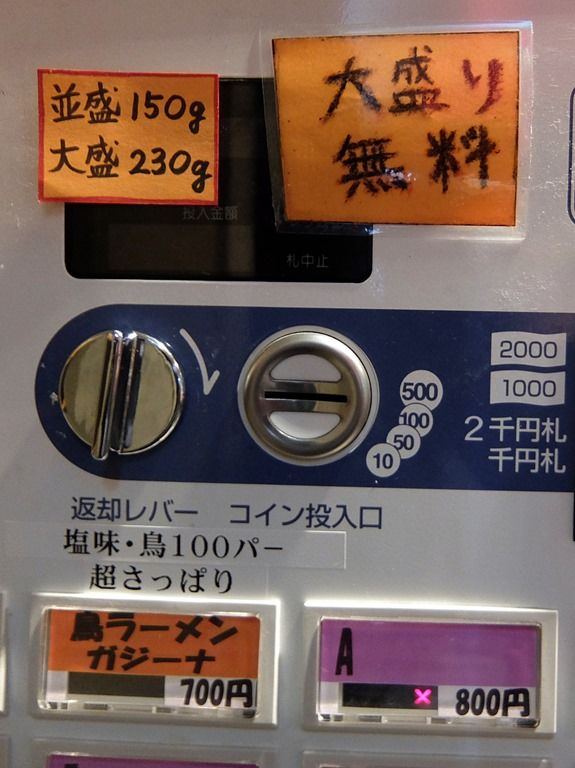 並盛150g
大盛230g
大盛り
無料
投入金額
札中止
2000
1000
500
100
50
10
2千円札
千円札
返却レバー
コイン投入口
塩味・鳥100パー
超さっぱり
鳥ラーメン
ガジーナ
700円
A
×
800円